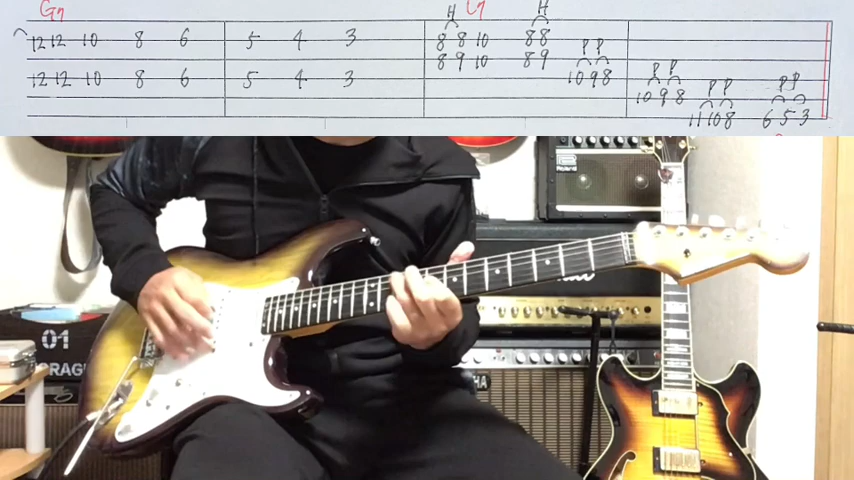 G7 C7
H H
12 12 10 8 6 5 4 3 8 8 10 8 8
8 9 10 8 9 P P
12 12 10 8 6 5 4 3 10 9 8 P P
10 9 8 P P P P
11 10 8 6 5 3
Roland
01